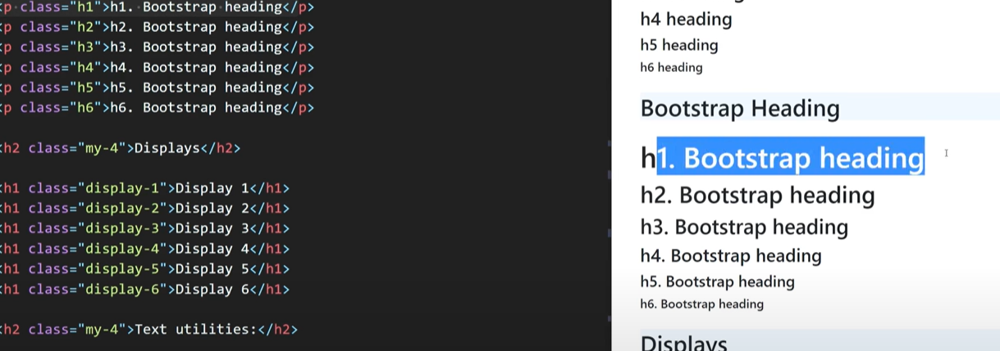 <p class="h1">h1. Bootstrap heading</p>
<p class="h2">h2. Bootstrap heading</p>
<p class="h3">h3. Bootstrap heading</p>
<p class="h4">h4. Bootstrap heading</p>
<p class="h5">h5. Bootstrap heading</p>
<p class="h6">h6. Bootstrap heading</p>
<h2 class="my-4">Displays</h2>
<h1 class="display-1">Display 1</h1>
<h1 class="display-2">Display 2</h1>
<h1 class="display-3">Display 3</h1>
<h1 class="display-4">Display 4</h1>
<h1 class="display-5">Display 5</h1>
<h1 class="display-6">Display 6</h1>
<h2 class="my-4">Text utilities:</h2>
h4 heading
h5 heading
h6 heading
Bootstrap Heading
h1. Bootstrap heading
h2. Bootstrap heading
h3. Bootstrap heading
h4. Bootstrap heading
h5. Bootstrap heading
h6. Bootstrap heading
Displays